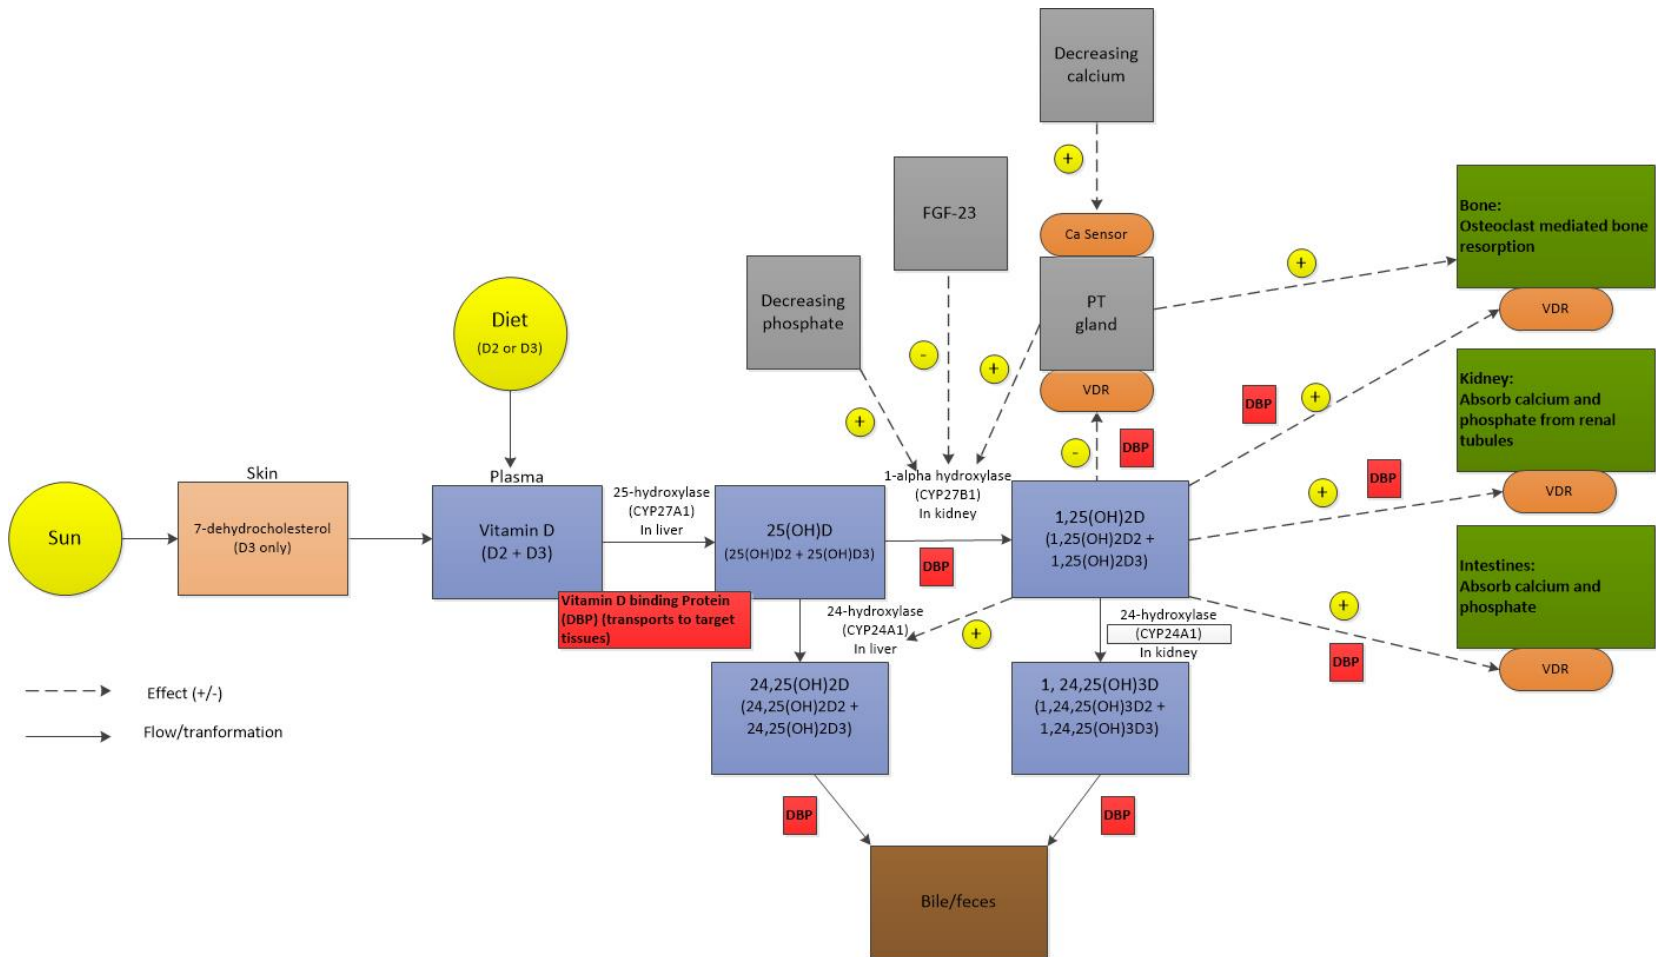 Decreasing
calcium
+
FGF-23
Ca Sensor
Decreasing
phosphate
PT
gland
VDR
+
-
+
+
-
DBP
Bone:
Osteoclast mediated bone
resorption
VDR
DBP
+
Kidney:
Absorb calcium and
phosphate from renal
tubules
VDR
+
DBP
Intestines:
Absorb calcium and
phosphate
VDR
+
DBP
Diet
(D2 or D3)
Sun
Skin
7-dehydrocholesterol
(D3 only)
Plasma
Vitamin D
(D2 + D3)
25-hydroxylase
(CYP27A1)
In liver
Vitamin D binding Protein
(DBP) (transports to target
tissues)
25(OH)D
(25(OH)D2 + 25(OH)D3)
1-alpha hydroxylase
(CYP27B1)
In kidney
DBP
1,25(OH)2D
(1,25(OH)2D2 +
1,25(OH)2D3)
24-hydroxylase
(CYP24A1)
In liver
+
24-hydroxylase
(CYP24A1)
In kidney
24,25(OH)2D
(24,25(OH)2D2 +
24,25(OH)2D3)
1, 24,25(OH)3D
(1,24,25(OH)3D2 +
1,24,25(OH)3D3)
DBP
DBP
Bile/feces
Effect (+/-)
Flow/tranformation